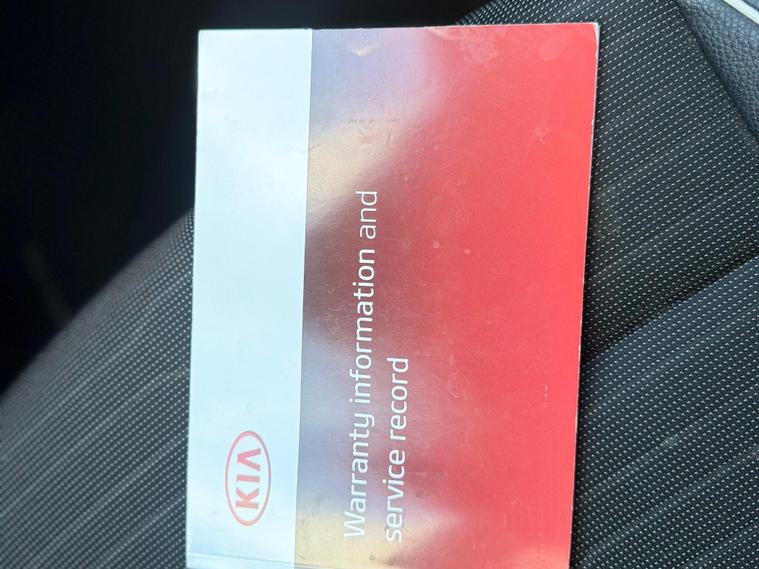 KIA
Warranty information and
service record